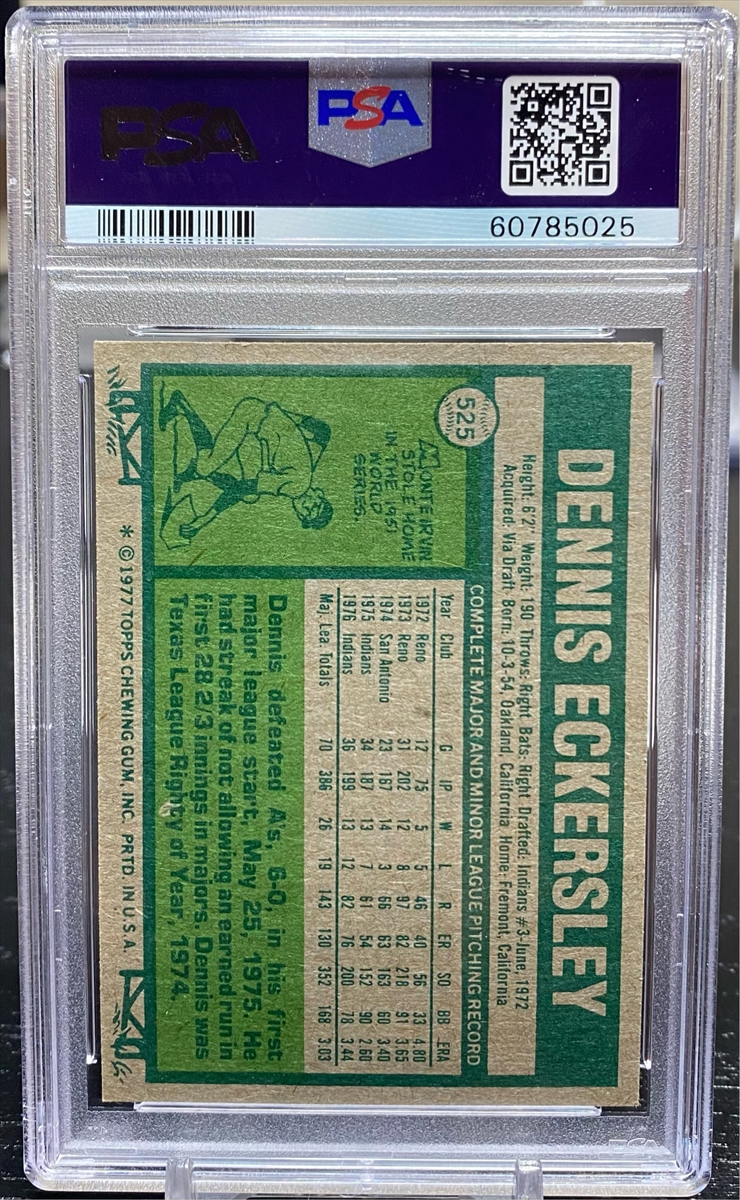 PSA
PSA
60785025
525
DENNIS ECKERSLEY
Height: 6'2" Weight: 190 Throws: Right Bats: Right Drafted: Indians #3-June, 1972
Acquired: Via Draft Born: 10-3-54, Oakland, California Home: Fremont, California
COMPLETE MAJOR AND MINOR LEAGUE PITCHING RECORD
Year Club G IP W L R ER SO BB ERA
1972 Reno 12 75 5 5 46 40 56 33 4.80
1973 Reno 31 202 12 8 97 82 218 91 3.65
1974 San Antonio 23 167 14 3 66 63 163 60 3.40
1975 Indians 34 187 13 7 61 54 152 90 2.60
1976 Indians 36 199 13 12 82 76 200 78 3.44
Maj. Lea. Totals 70 386 26 19 143 130 352 168 3.03
MONTE IRVIN
STOLE HOME
IN THE 1951
WORLD
SERIES.
Dennis defeated A's, 6-0, in his first
major league start, May 25, 1975. He
had streak of not allowing an earned run in
first 28 2/3 innings in majors. Dennis was
Texas League Righty of Year, 1974.
* © 1977 TOPPS CHEWING GUM, INC. PRTD. IN U.S.A.
PSA